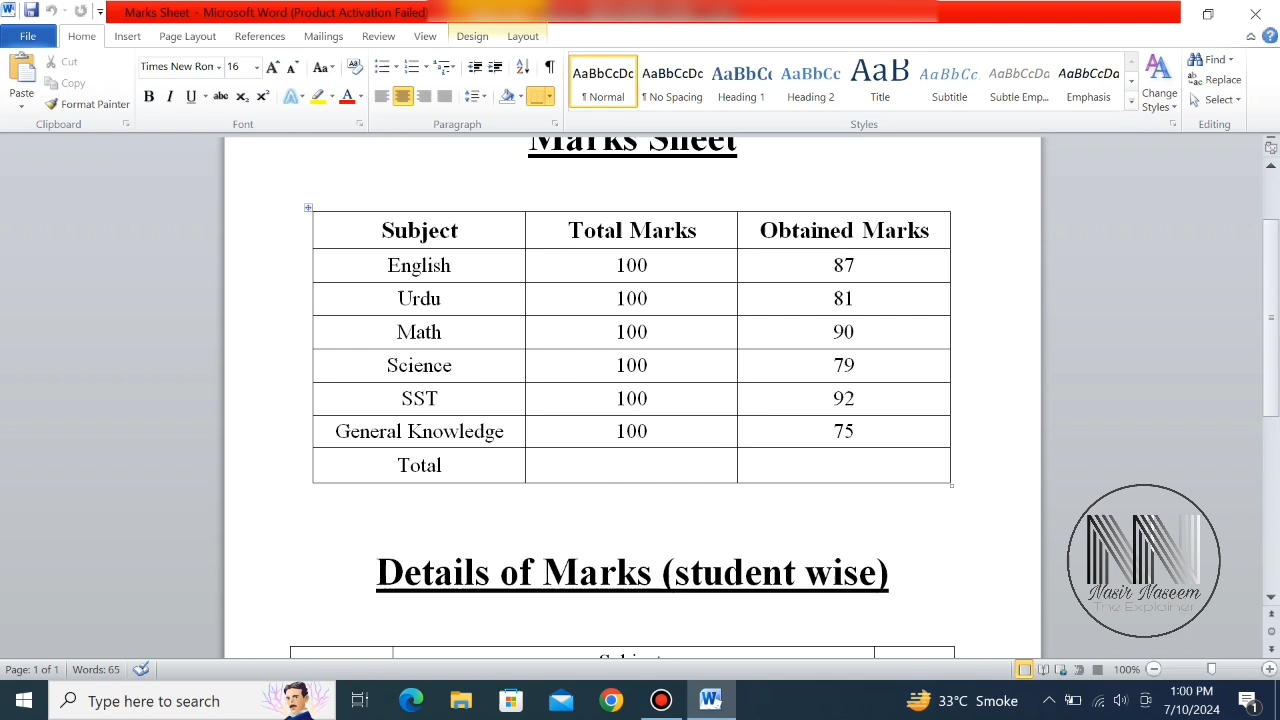 Marks Sheet - Microsoft Word (Product Activation Failed)
File Home Insert Page Layout References Mailings Review View Design Layout
Paste
Cut
Copy
Format Painter
Clipboard
Times New Ron 16
Font
Paragraph
AaBbCcDc ¶ Normal
AaBbCcDc ¶ No Spacing
AaBbCc Heading 1
AaBbCc Heading 2
AaB Title
AaBbCc. Subtitle
AaBbCcDc Subtle Emp...
AaBbCcDc Emphasis
Change Styles
Styles
Find
Replace
Select
Editing
Marks Sheet
Subject Total Marks Obtained Marks
English 100 87
Urdu 100 81
Math 100 90
Science 100 79
SST 100 92
General Knowledge 100 75
Total
Details of Marks (student wise)
Nasir Naseem
The Explainer
Page: 1 of 1 Words: 65 100%
Type here to search
33°C Smoke
1:00 PM
7/10/2024
1